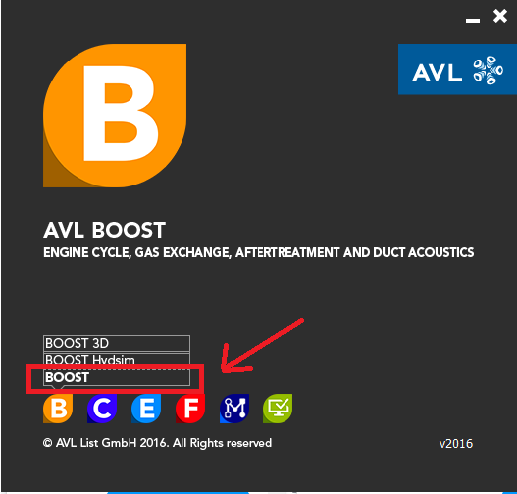 AVL
B
AVL BOOST
ENGINE CYCLE, GAS EXCHANGE, AFTERTREATMENT AND DUCT ACOUSTICS
BOOST 3D
BOOST Hydsim
BOOST
B C E F M
© AVL List GmbH 2016. All Rights reserved
v2016